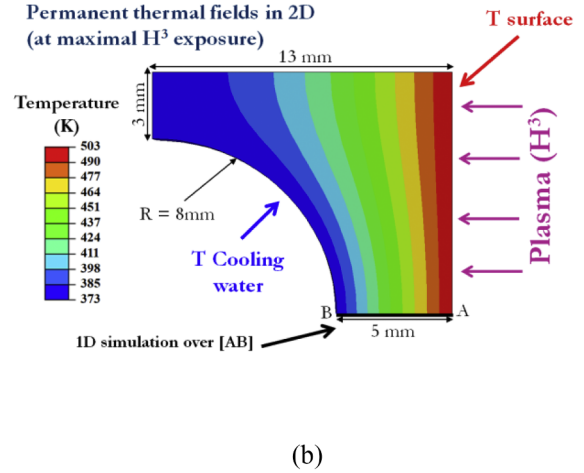 Permanent thermal fields in 2D
(at maximal H³ exposure)
T surface
13 mm
3 mm
Temperature
(K)
503
490
477
464
451
437
424
411
398
385
373
R = 8mm
T Cooling
water
Plasma (H³)
B
A
5 mm
1D simulation over [AB]
(b)